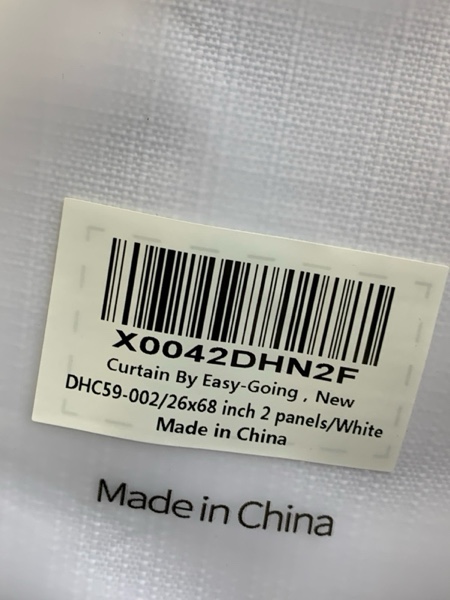 X0042DHN2F
Curtain By Easy-Going , New
DHC59-002/26x68 inch 2 panels/White
Made in China
Made in China